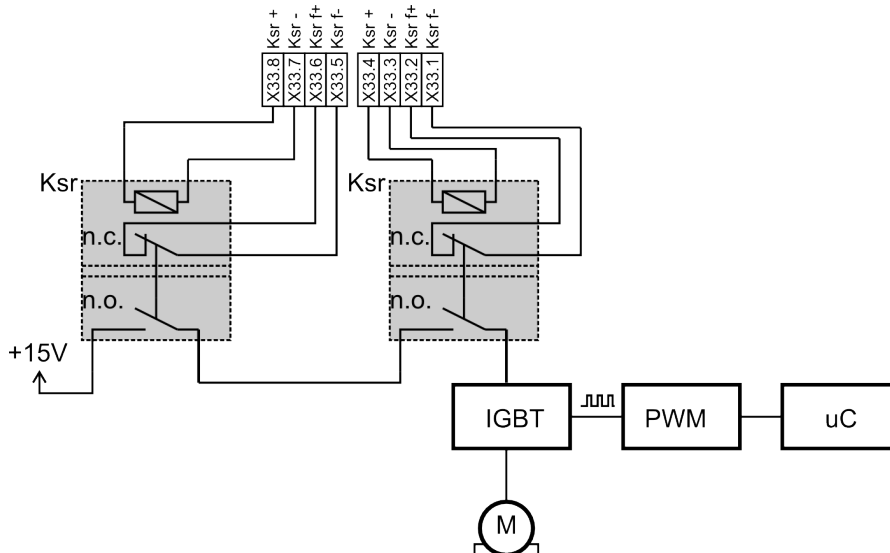 Ksr +
Ksr -
Ksr f+
Ksr f-
Ksr +
Ksr -
Ksr f+
Ksr f-
X33.8
X33.7
X33.6
X33.5
X33.4
X33.3
X33.2
X33.1
Ksr
Ksr
n.c.
n.c.
n.o.
n.o.
+15V
IGBT
PWM
uC
M